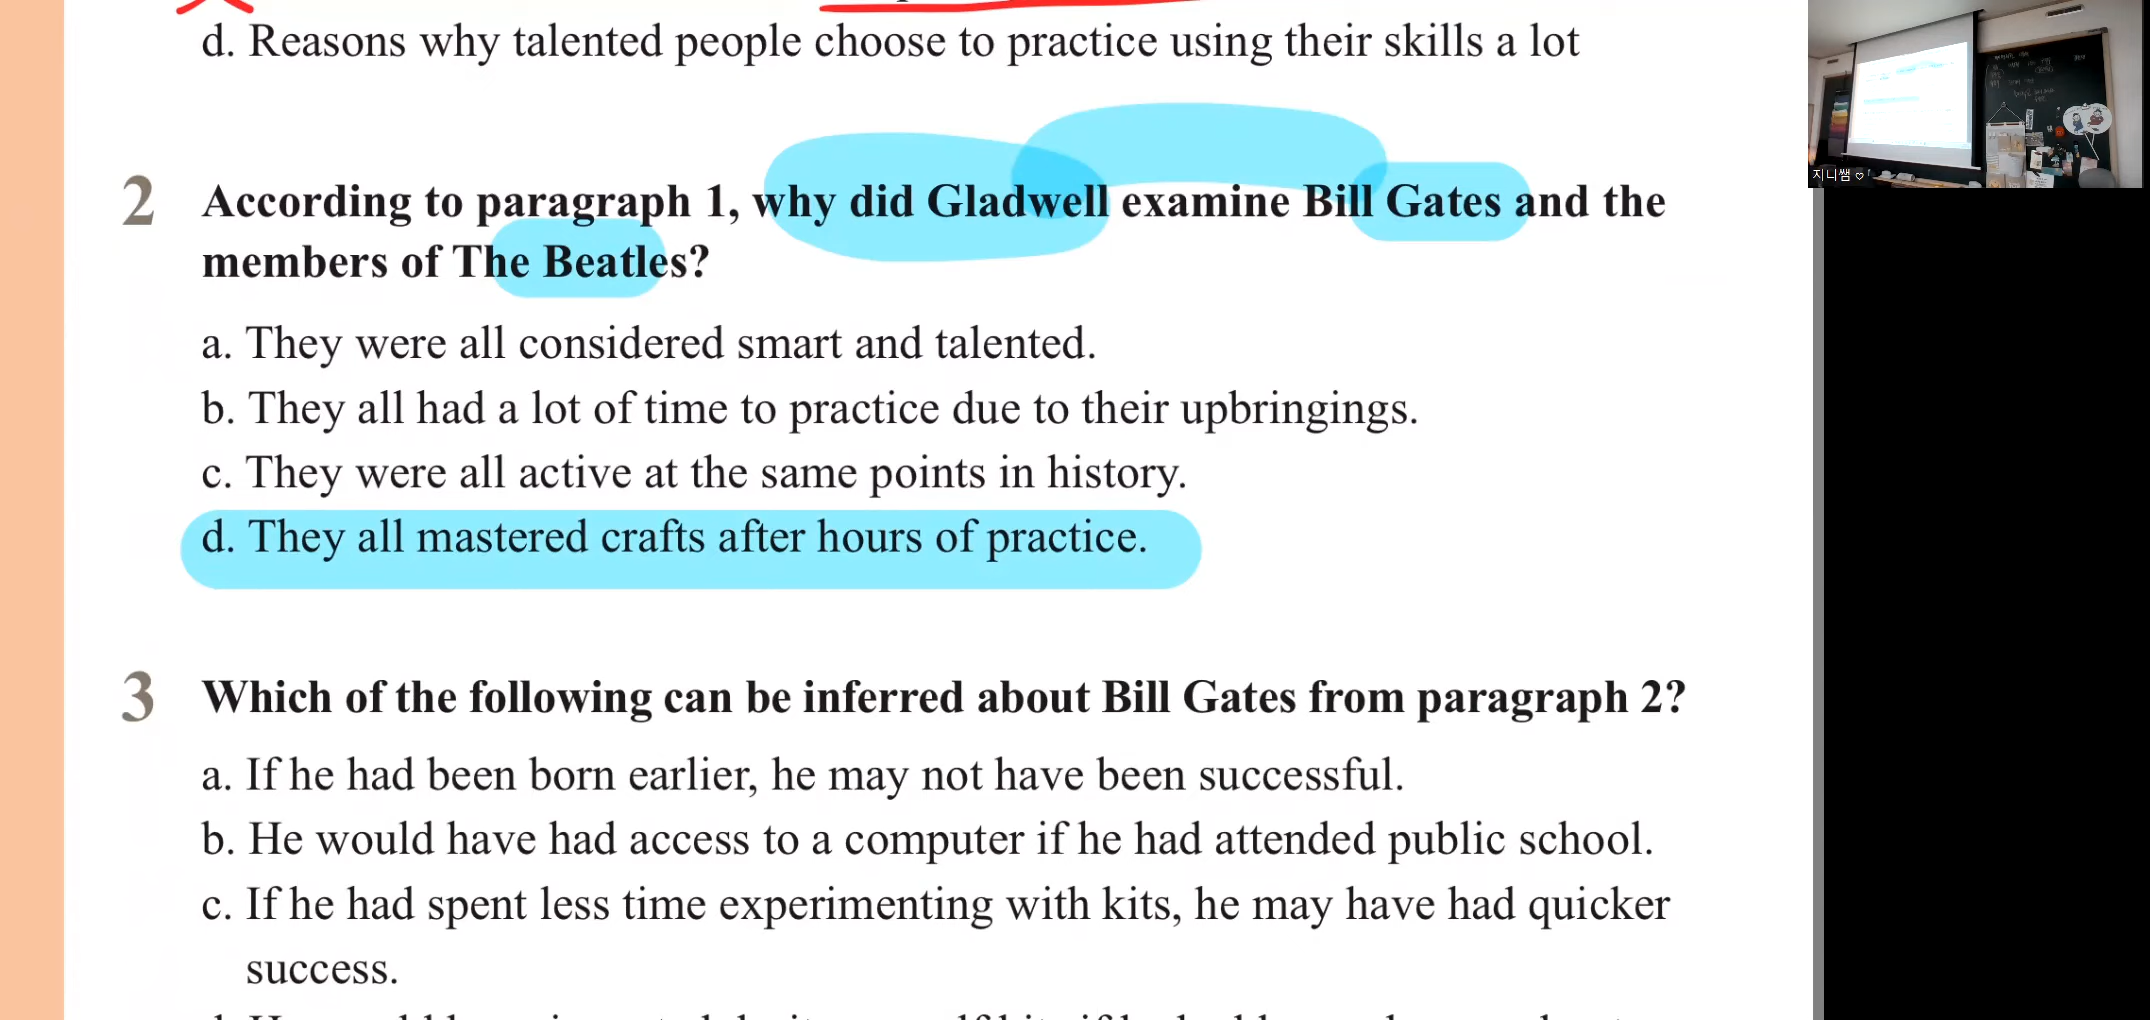 d. Reasons why talented people choose to practice using their skills a lot
2 According to paragraph 1, why did Gladwell examine Bill Gates and the
members of The Beatles?
a. They were all considered smart and talented.
b. They all had a lot of time to practice due to their upbringings.
c. They were all active at the same points in history.
d. They all mastered crafts after hours of practice.
3 Which of the following can be inferred about Bill Gates from paragraph 2?
a. If he had been born earlier, he may not have been successful.
b. He would have had access to a computer if he had attended public school.
c. If he had spent less time experimenting with kits, he may have had quicker
success.
지니쌤 ♡